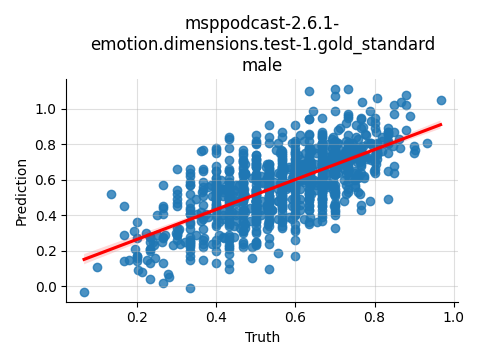 msppodcast-2.6.1-
emotion.dimensions.test-1.gold_standard
male
1.0
0.8
0.6
0.4
0.2
0.0
Prediction
0.2
0.4
0.6
0.8
1.0
Truth